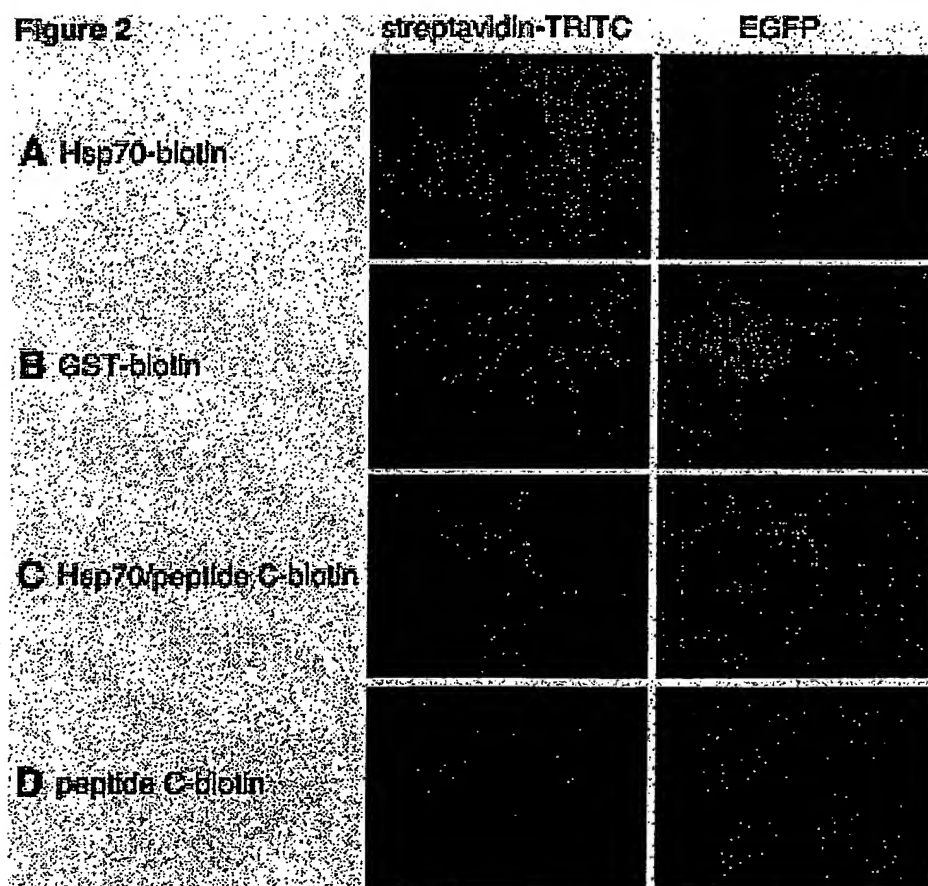 Figure 2 streptavidin-TRITC EGFP
A Hsp70-biotin
B GST-biotin
C Hsp70/peptide C-biotin
D peptide C-biotin